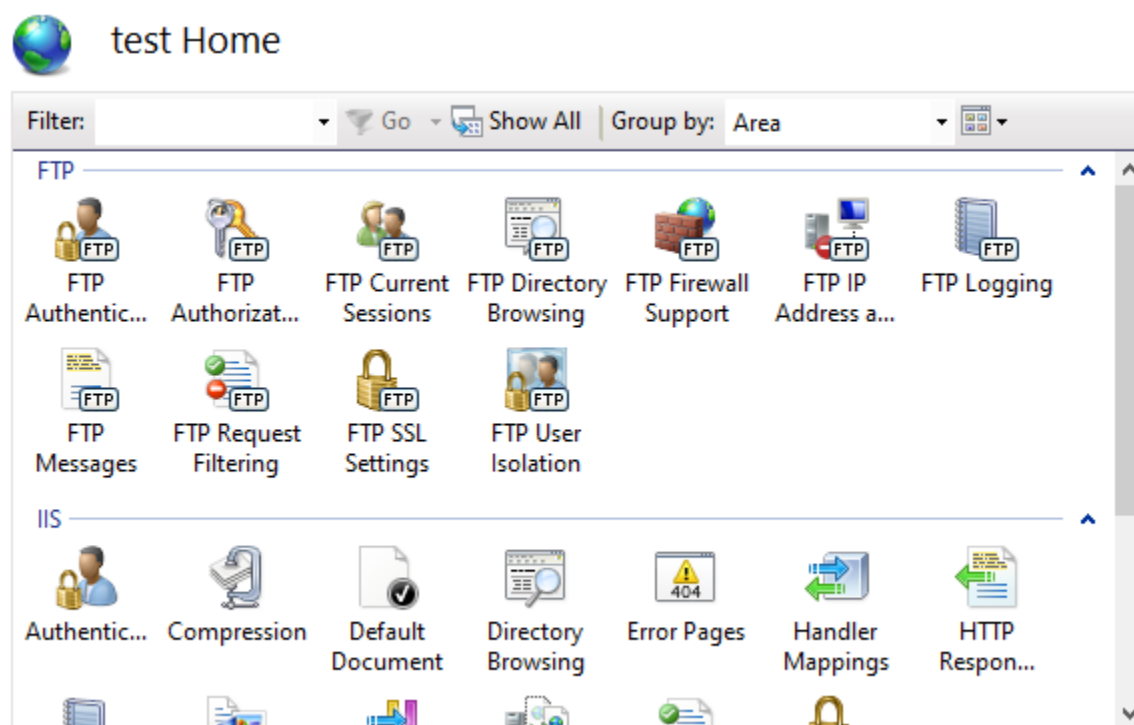 test Home
Filter: Go Show All Group by: Area
FTP
FTP FTP FTP FTP FTP FTP FTP
FTP Authentic... FTP Authorizat... FTP Current Sessions FTP Directory Browsing FTP Firewall Support FTP IP Address a... FTP Logging
FTP FTP FTP FTP
FTP Messages FTP Request Filtering FTP SSL Settings FTP User Isolation
IIS
404
Authentic... Compression Default Document Directory Browsing Error Pages Handler Mappings HTTP Respon...